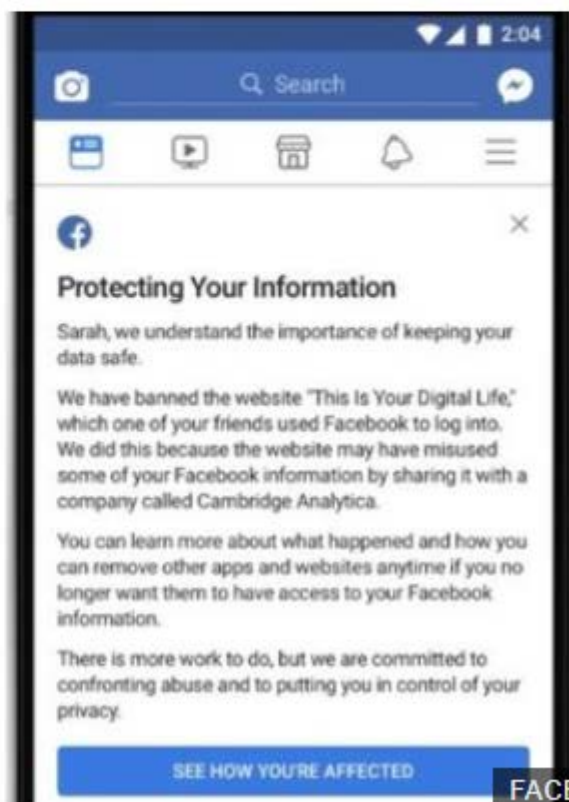 2:04
Search
Protecting Your Information
Sarah, we understand the importance of keeping your
data safe.
We have banned the website "This Is Your Digital Life,"
which one of your friends used Facebook to log into.
We did this because the website may have misused
some of your Facebook information by sharing it with a
company called Cambridge Analytica.
You can learn more about what happened and how you
can remove other apps and websites anytime if you no
longer want them to have access to your Facebook
information.
There is more work to do, but we are committed to
confronting abuse and to putting you in control of your
privacy.
SEE HOW YOU'RE AFFECTED